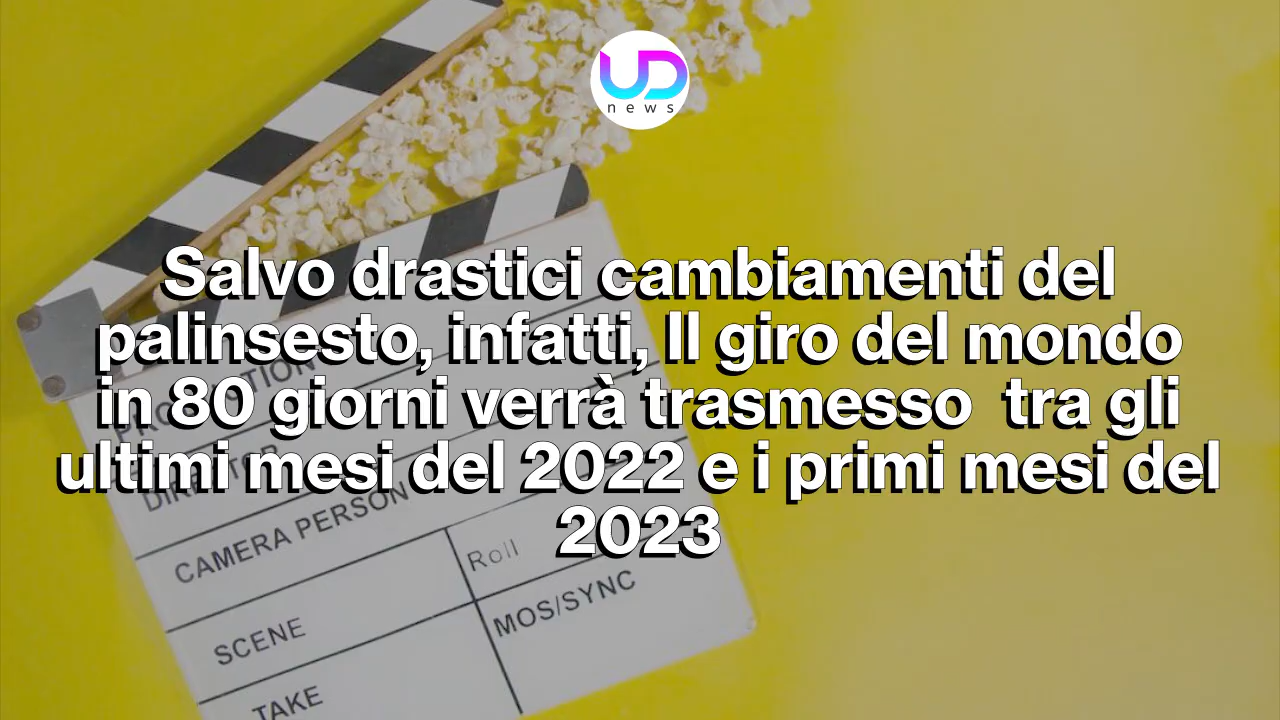 UD
news
Salvo drastici cambiamenti del
palinsesto, infatti, Il giro del mondo
in 80 giorni verrà trasmesso  tra gli
ultimi mesi del 2022 e i primi mesi del
2023
CAMERA PERSON
Roll
SCENE
MOS/SYNC
TAKE